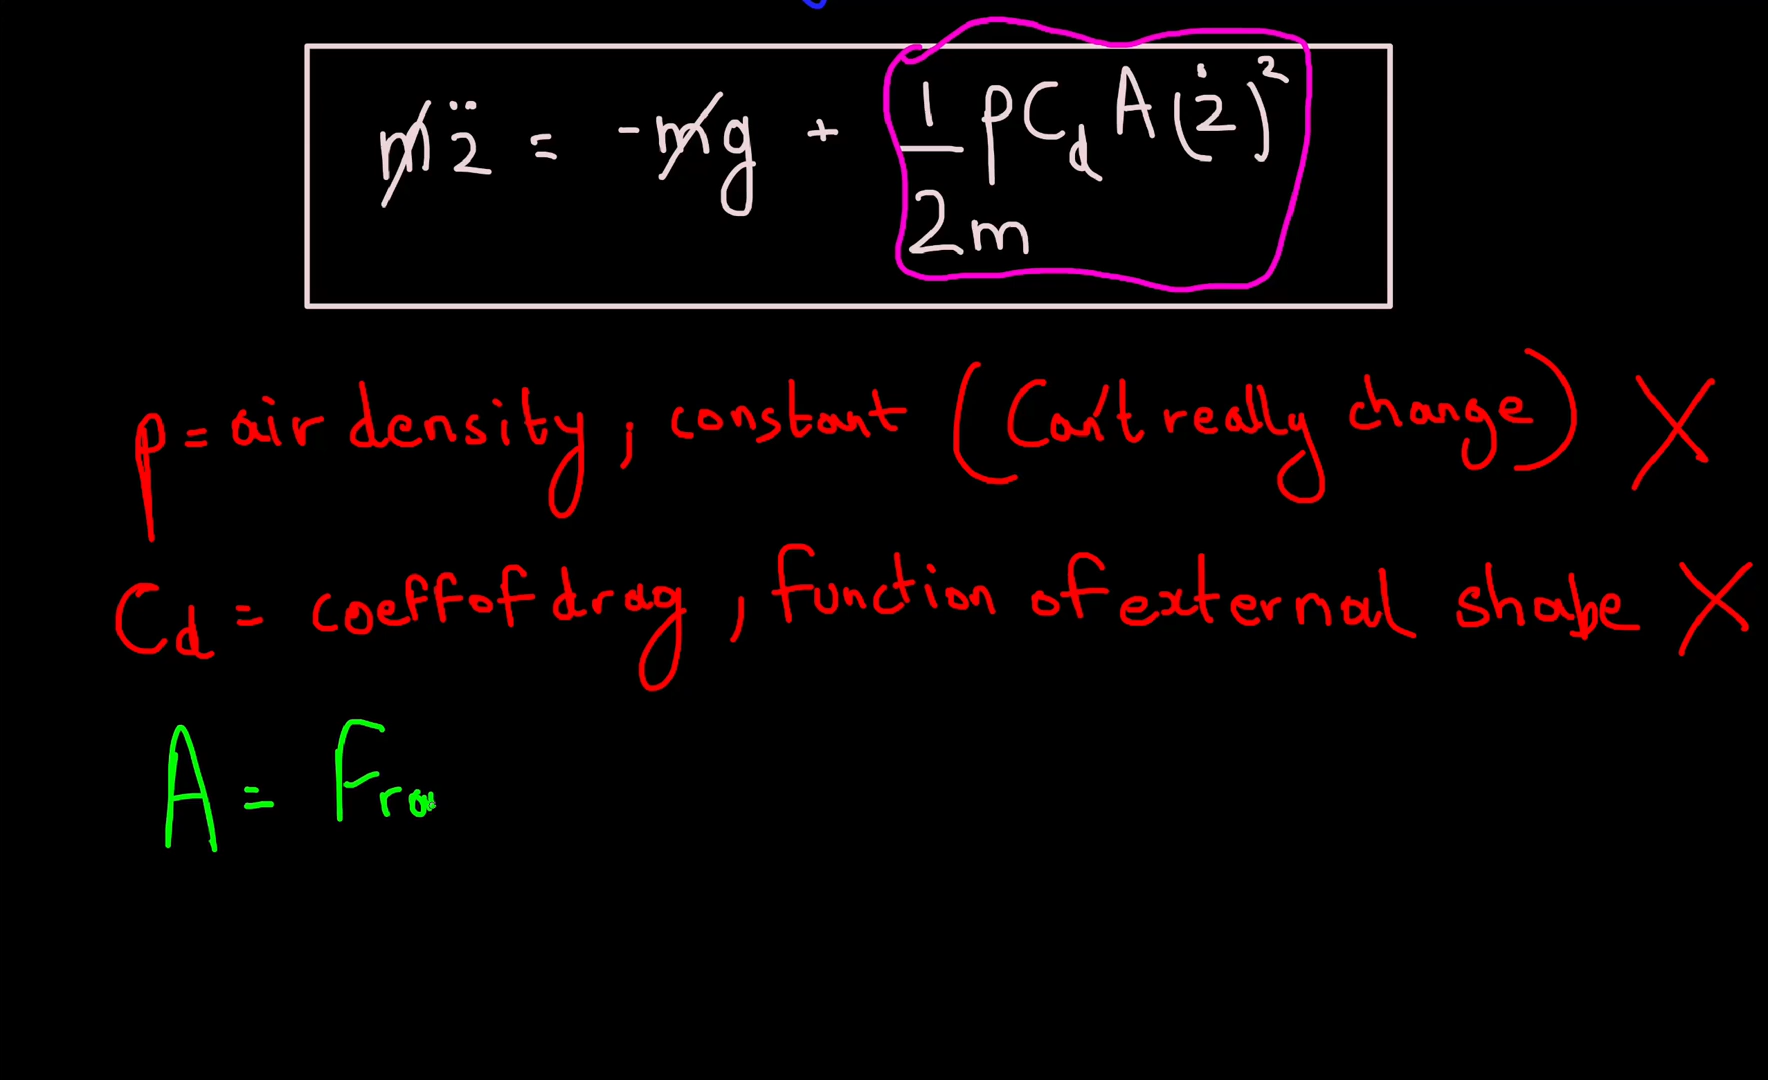 m z̈ = -mg + 1/2m ρ C_d A (ż)²
ρ = air density; constant (Can't really change) X
C_d = coeff of drag, function of external shape X
A = Fro